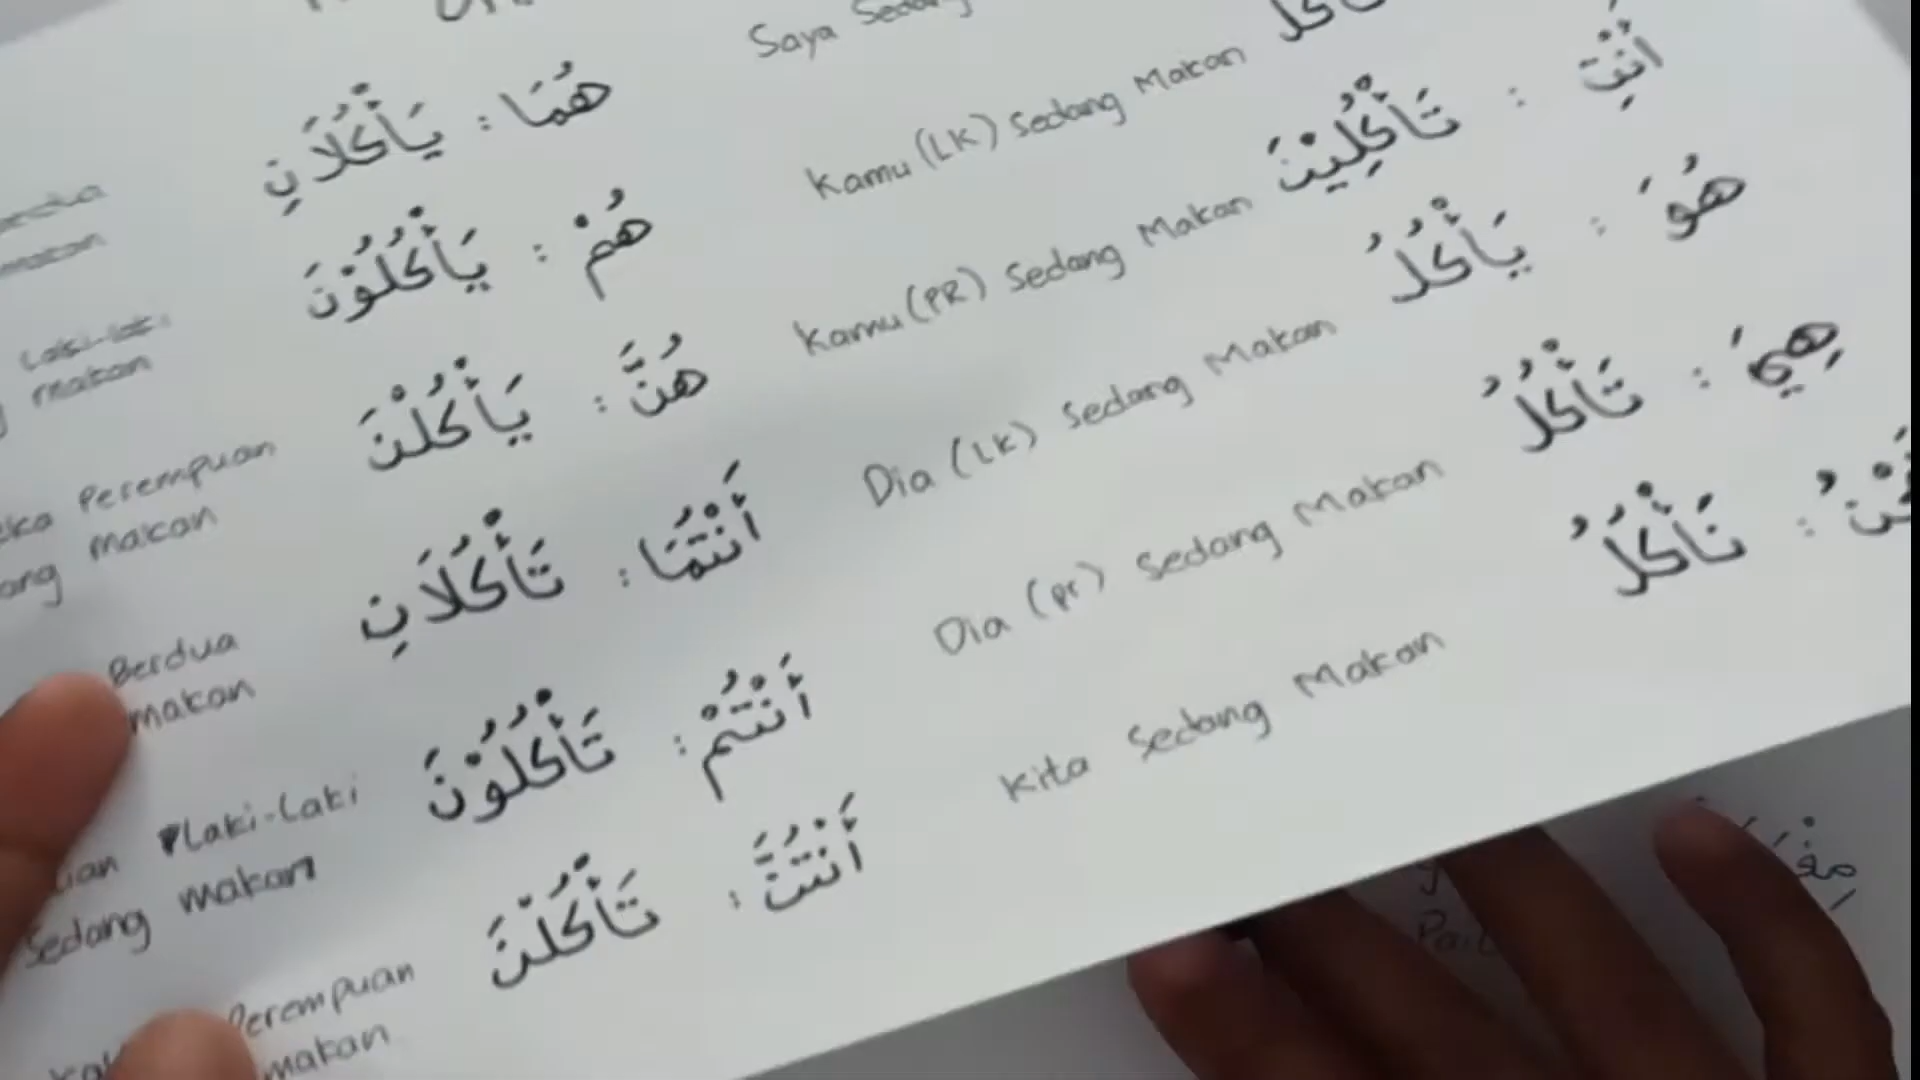 Saya Sedang
هُمَا : يَأْكُلَانِ
Kamu (LK) Sedang Makan
أَنْتِ : تَأْكُلِيْنَ
هُمْ : يَأْكُلُوْنَ
Kamu (PR) Sedang Makan
هُوَ : يَأْكُلُ
Laki-laki
makan
هُنَّ : يَأْكُلْنَ
Dia (LK) Sedang Makan
هِيَ : تَأْكُلُ
Perempuan
makan
أَنْتُمَا : تَأْكُلَانِ
Dia (pr) Sedang Makan
نَأْكُلُ
Berdua
makan
أَنْتُمْ : تَأْكُلُوْنَ
Kita Sedang Makan
Laki-Laki
Sedang makan
أَنْتُنَّ : تَأْكُلْنَ
Perempuan
makan